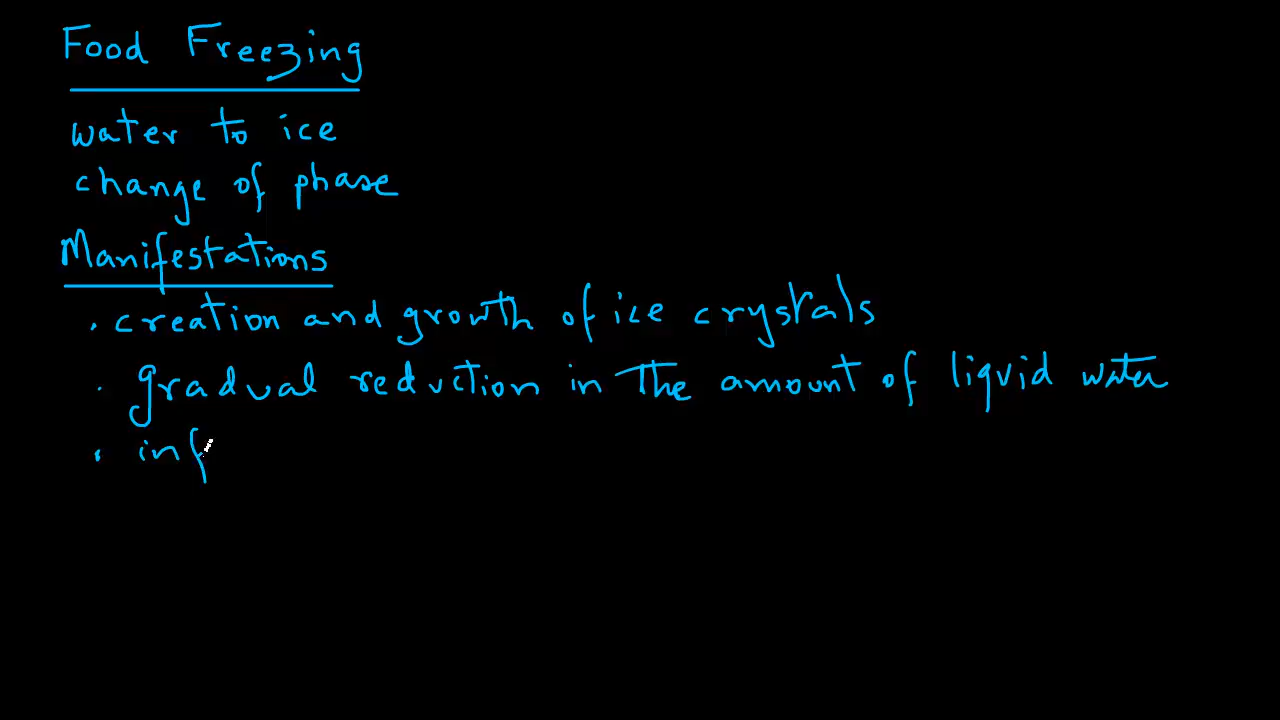 Food Freezing
water to ice
change of phase
Manifestations
. creation and growth of ice crystals
. gradual reduction in the amount of liquid water
. inf